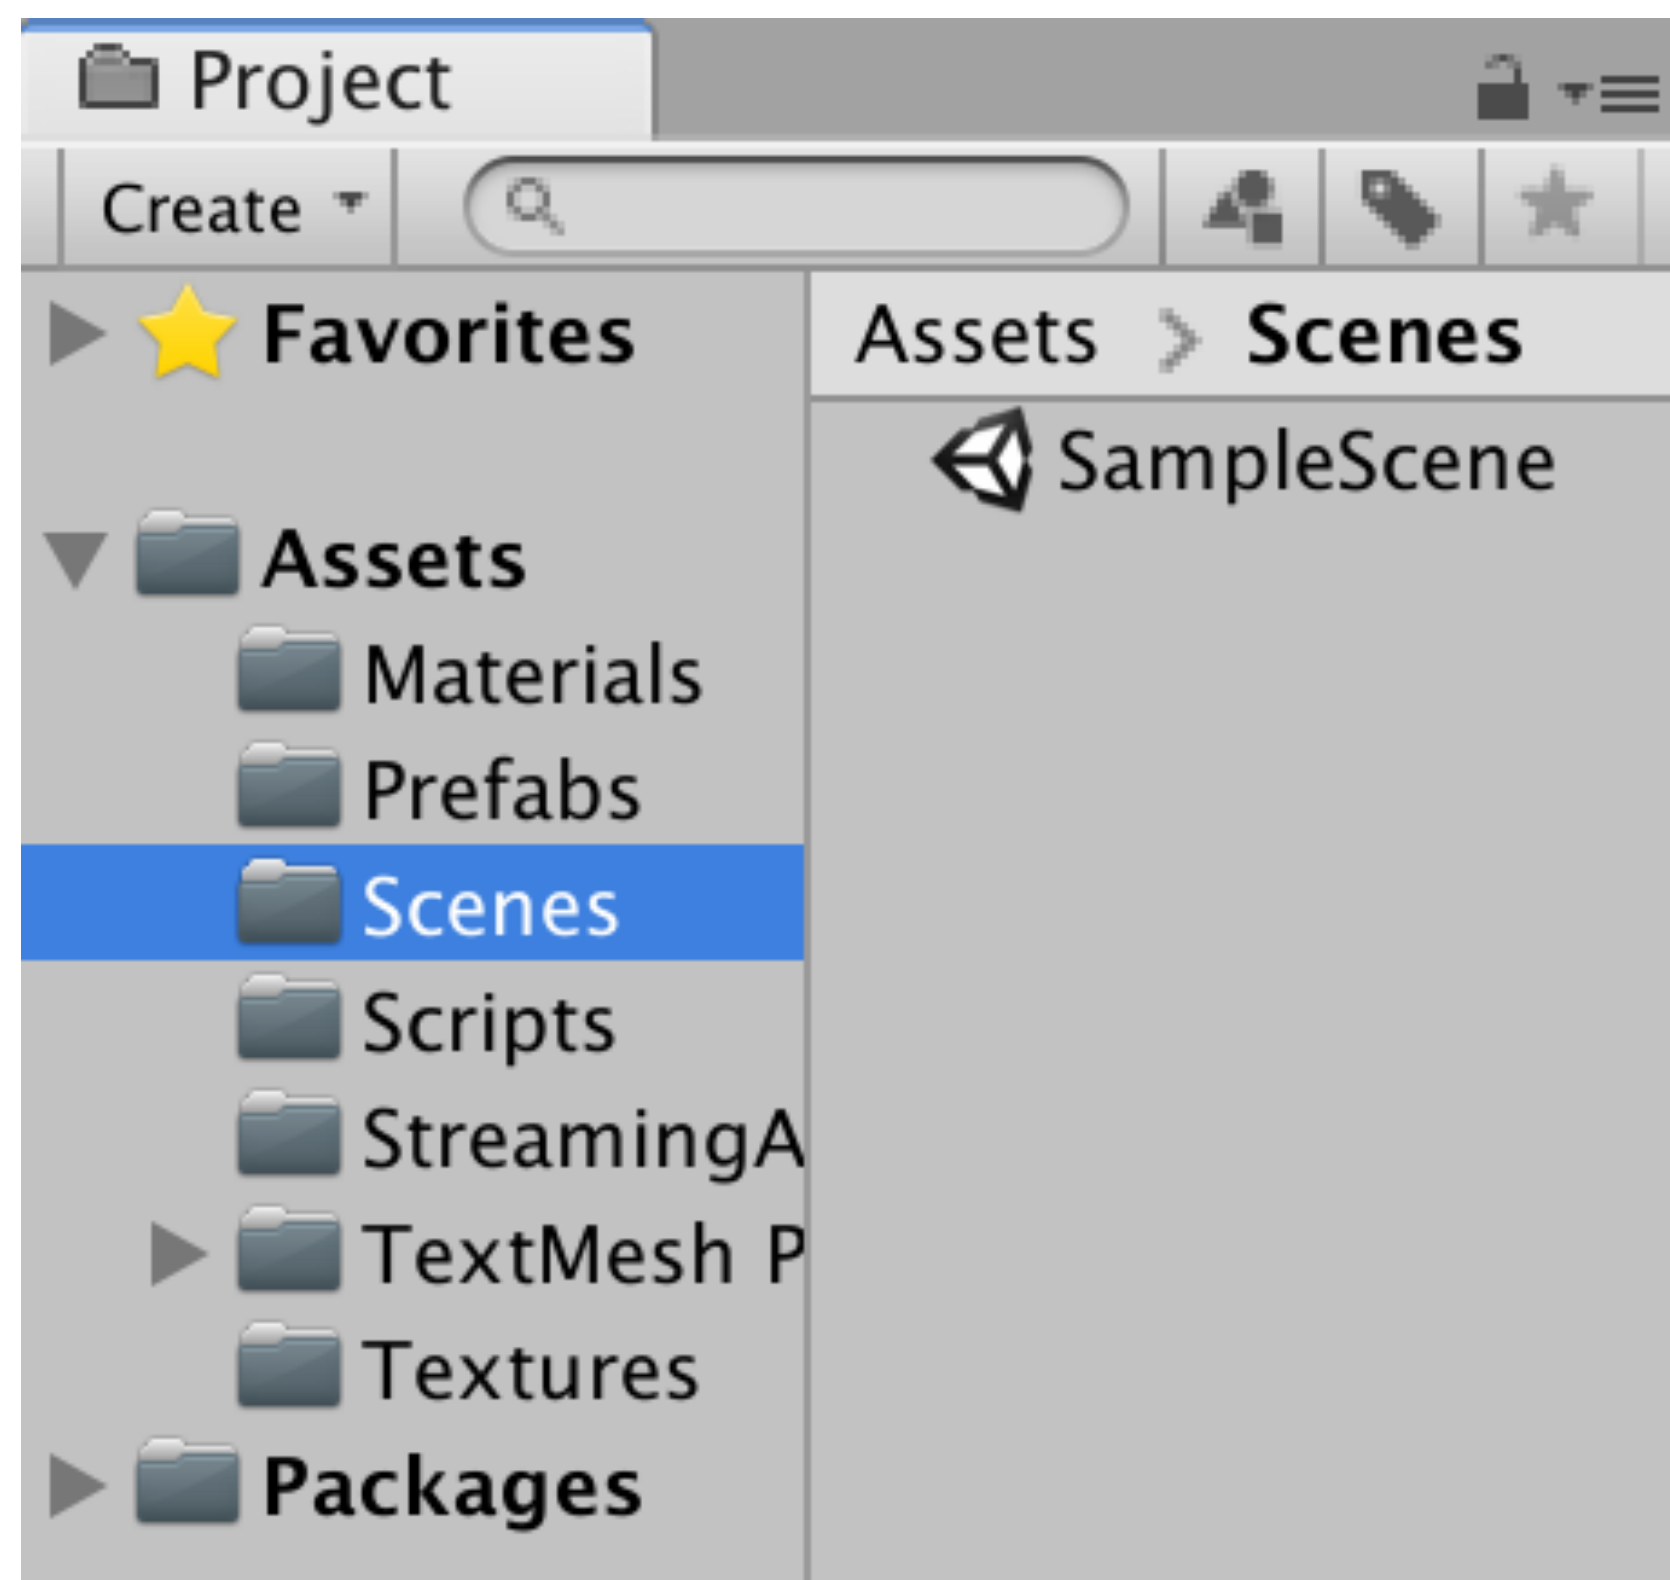 Project
Create
Favorites
Assets
Materials
Prefabs
Scenes
Scripts
StreamingA
TextMesh P
Textures
Packages
Assets > Scenes
SampleScene